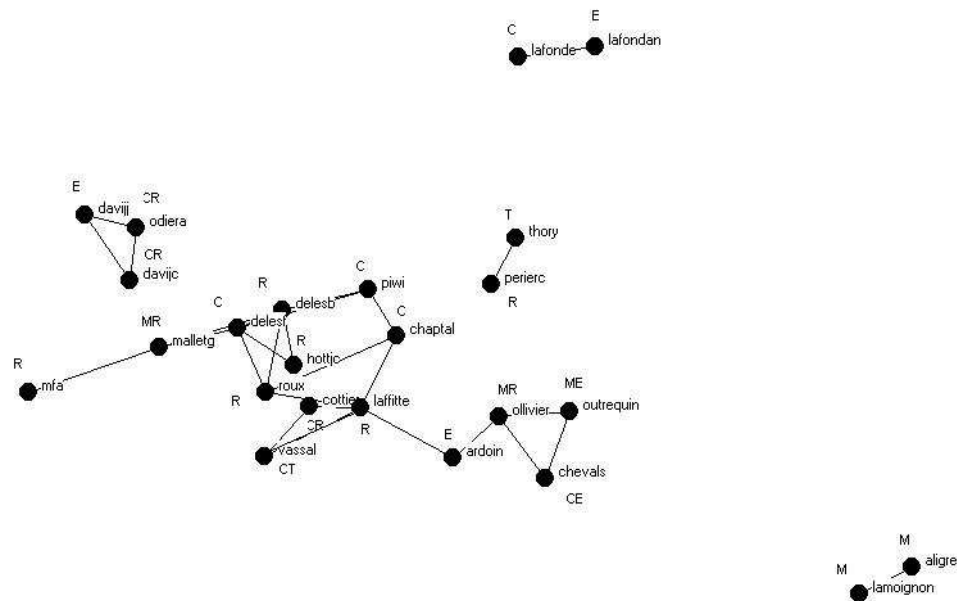 C
E
lafonde
lafondan
E
davijj
CR
odiera
CR
davijc
T
thory
periere
R
C
piwi
R
delesb
C
delesf
C
chaptal
MR
malletg
R
hottjc
R
mfa
R
roux
cottier
CR
laffitte
R
vassal
CT
E
ardoin
MR
ollivier
ME
outrequin
chevals
CE
M
aligre
M
lamoignon